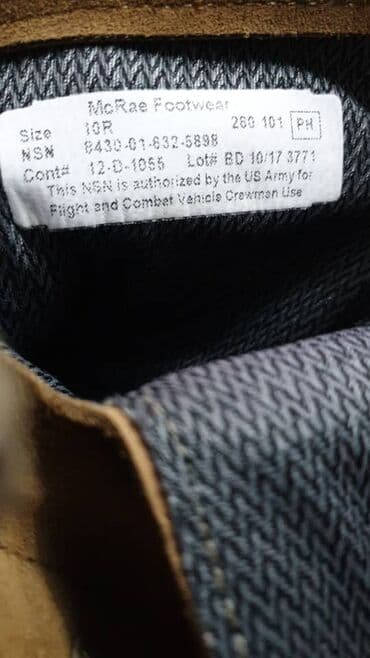 McRae Footwear
Size 10R 280 101 PH
NSN 8430-01-632-5898
Cont# 12-D-1055 Lot# BD 10/17 3771
This NSN is authorized by the US Army for
Flight and Combat Vehicle Crewman Use